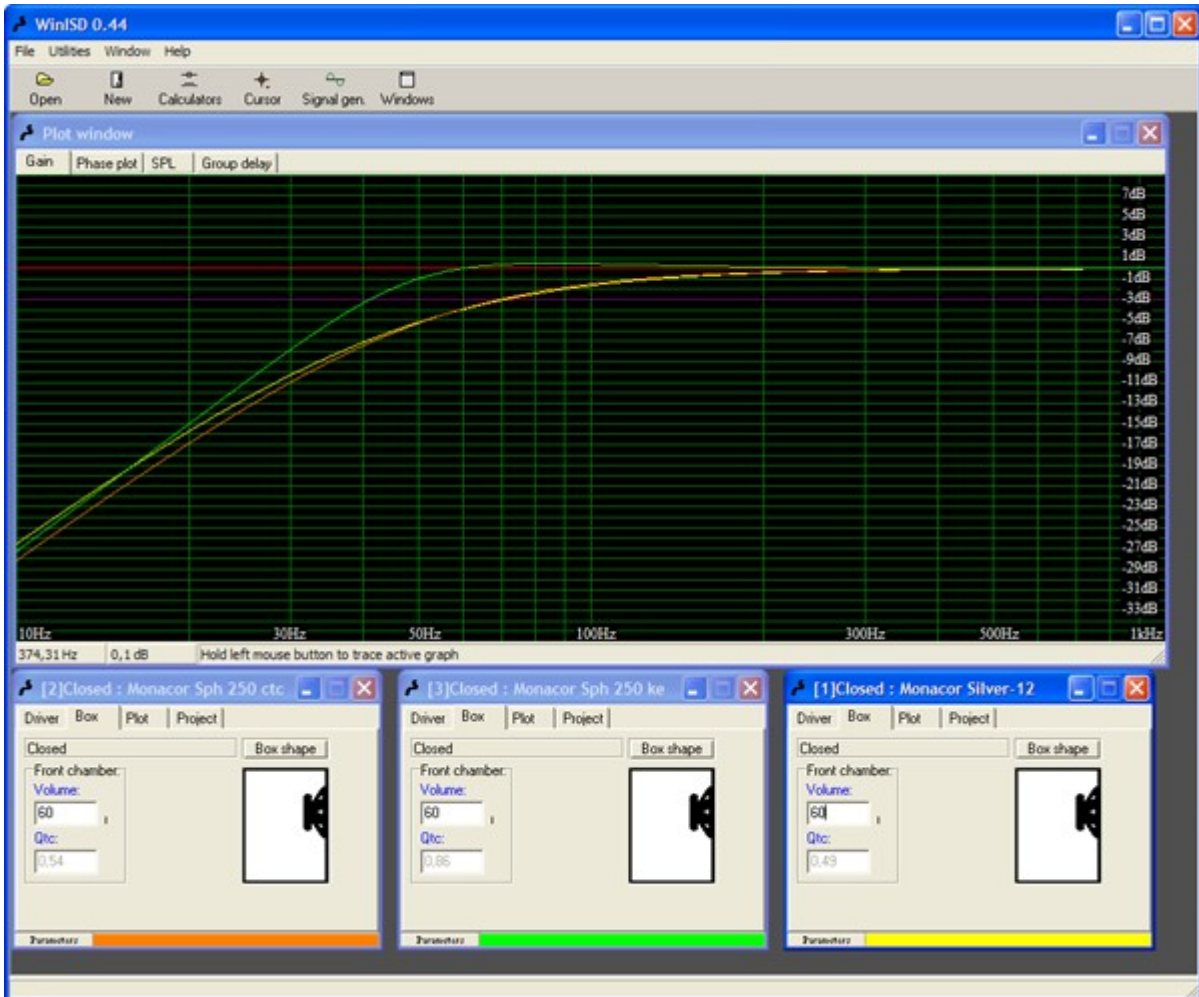 WinISD 0.44
File Utilities Window Help
Open New Calculators Cursor Signal gen. Windows
Plot window
Gain Phase plot SPL Group delay
7dB
5dB
3dB
1dB
-1dB
-3dB
-5dB
-7dB
-9dB
-11dB
-13dB
-15dB
-17dB
-19dB
-21dB
-23dB
-25dB
-27dB
-29dB
-31dB
-33dB
10Hz 30Hz 50Hz 100Hz 300Hz 500Hz 1kHz
374,31 Hz 0,1 dB Hold left mouse button to trace active graph
[2]Closed : Monacor Sph 250 ctc
Driver Box Plot Project
Closed Box shape
Front chamber:
Volume:
60 l
Qtc:
0,54
Parameters
[3]Closed : Monacor Sph 250 ke
Driver Box Plot Project
Closed Box shape
Front chamber:
Volume:
60 l
Qtc:
0,86
Parameters
[1]Closed : Monacor Silver-12
Driver Box Plot Project
Closed Box shape
Front chamber:
Volume:
60 l
Qtc:
0,49
Parameters